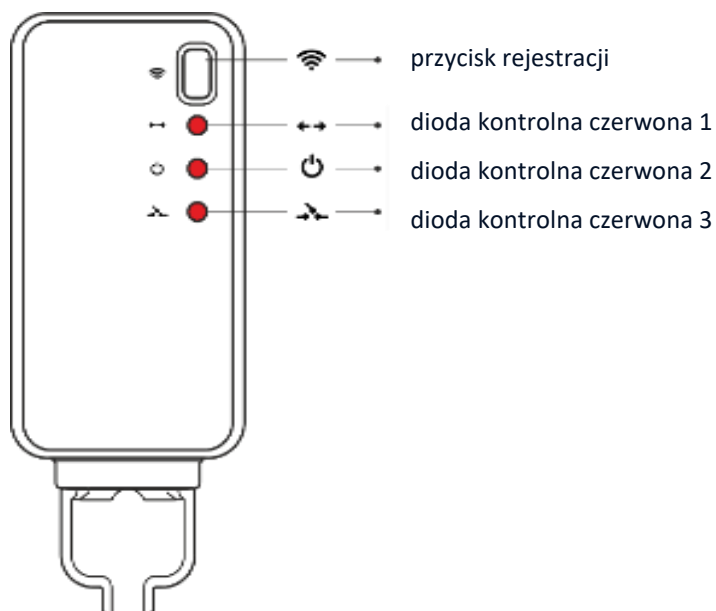 przycisk rejestracji
dioda kontrolna czerwona 1
dioda kontrolna czerwona 2
dioda kontrolna czerwona 3